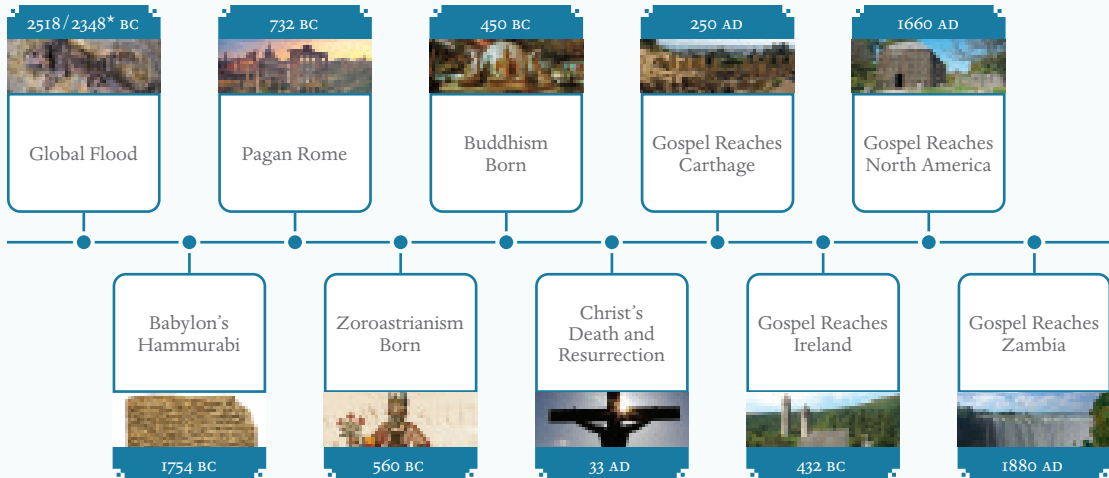 2518/2348* BC
Global Flood
Babylon's
Hammurabi
1754 BC
732 BC
Pagan Rome
Zoroastrianism
Born
560 BC
450 BC
Buddhism
Born
Christ's
Death and
Resurrection
33 AD
250 AD
Gospel Reaches
Carthage
Gospel Reaches
Ireland
432 BC
1660 AD
Gospel Reaches
North America
Gospel Reaches
Zambia
1880 AD